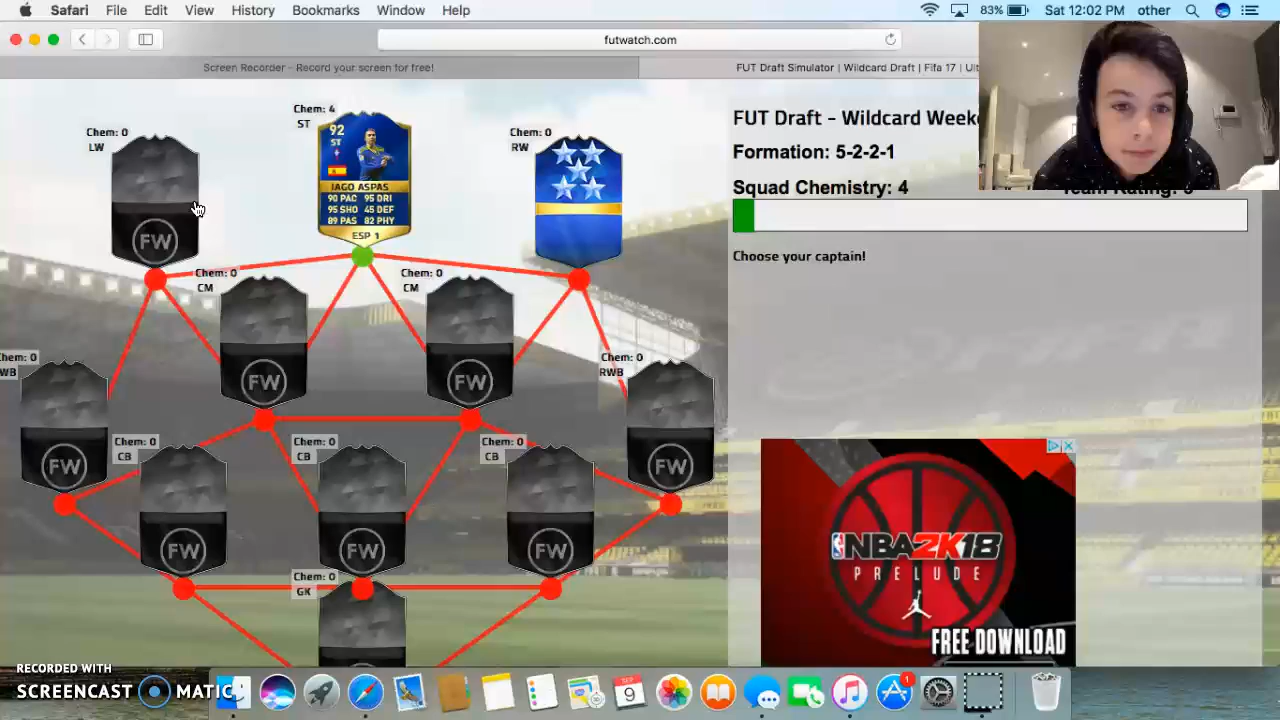 Safari File Edit View History Bookmarks Window Help 83% Sat 12:02 PM other
futwatch.com
Screen Recorder - Record your screen for free! FUT Draft Simulator | Wildcard Draft | Fifa 17 |
Chem: 4
ST
Chem: 0
LW
Chem: 0
RW
92
ST
IAGO ASPAS
90 PAC 95 DRI
95 SHO 45 DEF
89 PAS 82 PHY
ESP 1
FW
FUT Draft - Wildcard
Formation: 5-2-2-1
Squad Chemistry: 4
Choose your captain!
Chem: 0
CM
Chem: 0
CM
FW
FW
Chem: 0
WB
Chem: 0
RWB
FW
FW
Chem: 0
CB
Chem: 0
CB
Chem: 0
CB
FW
FW
FW
Chem: 0
GK
NBA2K18
PRELUDE
FREE DOWNLOAD
RECORDED WITH
SCREENCAST MATIC
SEP
9
1